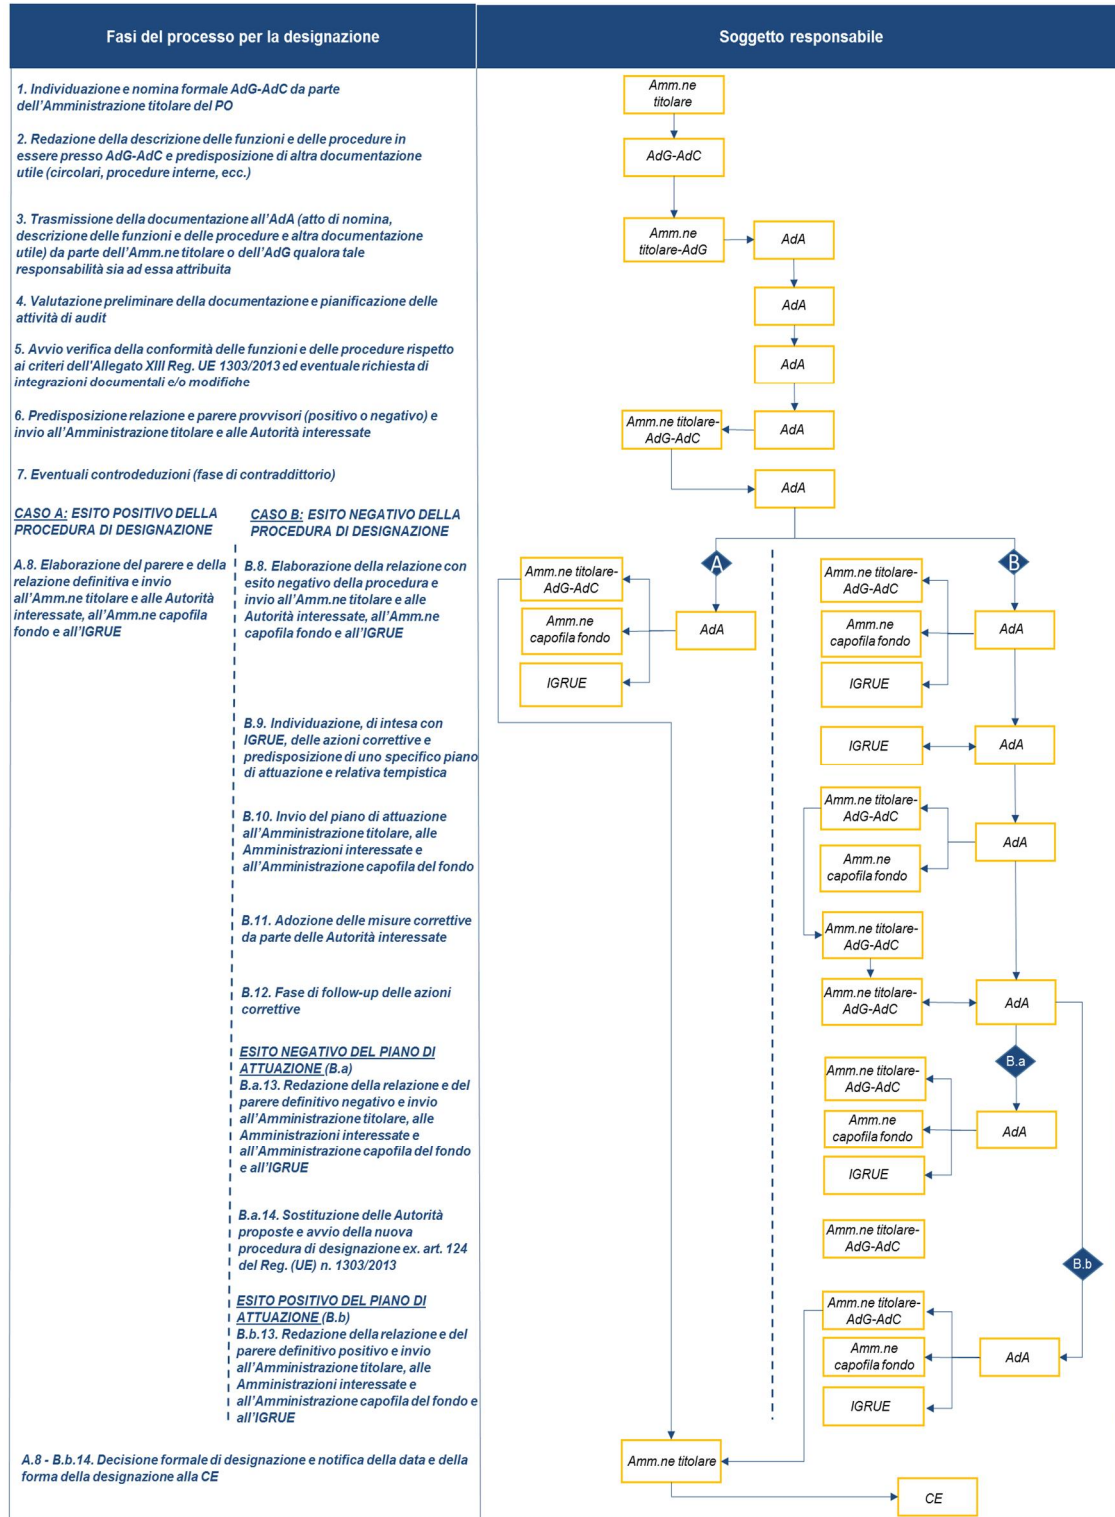 Fasi del processo per la designazione
Soggetto responsabile
1. Individuazione e nomina formale AdG-AdC da parte
dell'Amministrazione titolare del PO
Amm.ne
titolare
2. Redazione della descrizione delle funzioni e delle procedure in
essere presso AdG-AdC e predisposizione di altra documentazione
utile (circolari, procedure interne, ecc.)
AdG-AdC
3. Trasmissione della documentazione all'AdA (atto di nomina,
descrizione delle funzioni e delle procedure e altra documentazione
utile) da parte dell'Amm.ne titolare o dell'AdG qualora tale
responsabilità sia ad essa attribuita
Amm.ne
titolare-AdG
AdA
4. Valutazione preliminare della documentazione e pianificazione delle
attività di audit
AdA
5. Avvio verifica della conformità delle funzioni e delle procedure rispetto
ai criteri dell'Allegato XIII Reg. UE 1303/2013 ed eventuale richiesta di
integrazioni documentali e/o modifiche
AdA
6. Predisposizione relazione e parere provvisori (positivo o negativo) e
invio all'Amministrazione titolare e alle Autorità interessate
Amm.ne titolare-
AdG-AdC
AdA
7. Eventuali controdeduzioni (fase di contraddittorio)
AdA
CASO A: ESITO POSITIVO DELLA
PROCEDURA DI DESIGNAZIONE
CASO B: ESITO NEGATIVO DELLA
PROCEDURA DI DESIGNAZIONE
A.8. Elaborazione del parere e della
relazione definitiva e invio
all'Amm.ne titolare e alle Autorità
interessate, all'Amm.ne capofila
fondo e all'IGRUE
B.8. Elaborazione della relazione con
esito negativo della procedura e
invio all'Amm.ne titolare e alle
Autorità interessate, all'Amm.ne
capofila fondo e all'IGRUE
A
B
Amm.ne titolare-
AdG-AdC
Amm.ne
capofila fondo
IGRUE
AdA
Amm.ne titolare-
AdG-AdC
Amm.ne
capofila fondo
IGRUE
AdA
B.9. Individuazione, di intesa con
IGRUE, delle azioni correttive e
predisposizione di uno specifico piano
di attuazione e relativa tempistica
IGRUE
AdA
B.10. Invio del piano di attuazione
all'Amministrazione titolare, alle
Amministrazioni interessate e
all'Amministrazione capofila del fondo
Amm.ne titolare-
AdG-AdC
Amm.ne
capofila fondo
AdA
B.11. Adozione delle misure correttive
da parte delle Autorità interessate
Amm.ne titolare-
AdG-AdC
B.12. Fase di follow-up delle azioni
correttive
Amm.ne titolare-
AdG-AdC
AdA
ESITO NEGATIVO DEL PIANO DI
ATTUAZIONE (B.a)
B.a.13. Redazione della relazione e del
parere definitivo negativo e invio
all'Amministrazione titolare, alle
Amministrazioni interessate e
all'Amministrazione capofila del fondo
e all'IGRUE
B.a
Amm.ne titolare-
AdG-AdC
Amm.ne
capofila fondo
IGRUE
AdA
B.a.14. Sostituzione delle Autorità
proposte e avvio della nuova
procedura di designazione ex. art. 124
del Reg. (UE) n. 1303/2013
Amm.ne titolare-
AdG-AdC
B.b
ESITO POSITIVO DEL PIANO DI
ATTUAZIONE (B.b)
B.b.13. Redazione della relazione e del
parere definitivo positivo e invio
all'Amministrazione titolare, alle
Amministrazioni interessate e
all'Amministrazione capofila del fondo e
all'IGRUE
Amm.ne titolare-
AdG-AdC
Amm.ne
capofila fondo
IGRUE
AdA
A.8 - B.b.14. Decisione formale di designazione e notifica della data e della
forma della designazione alla CE
Amm.ne titolare
CE